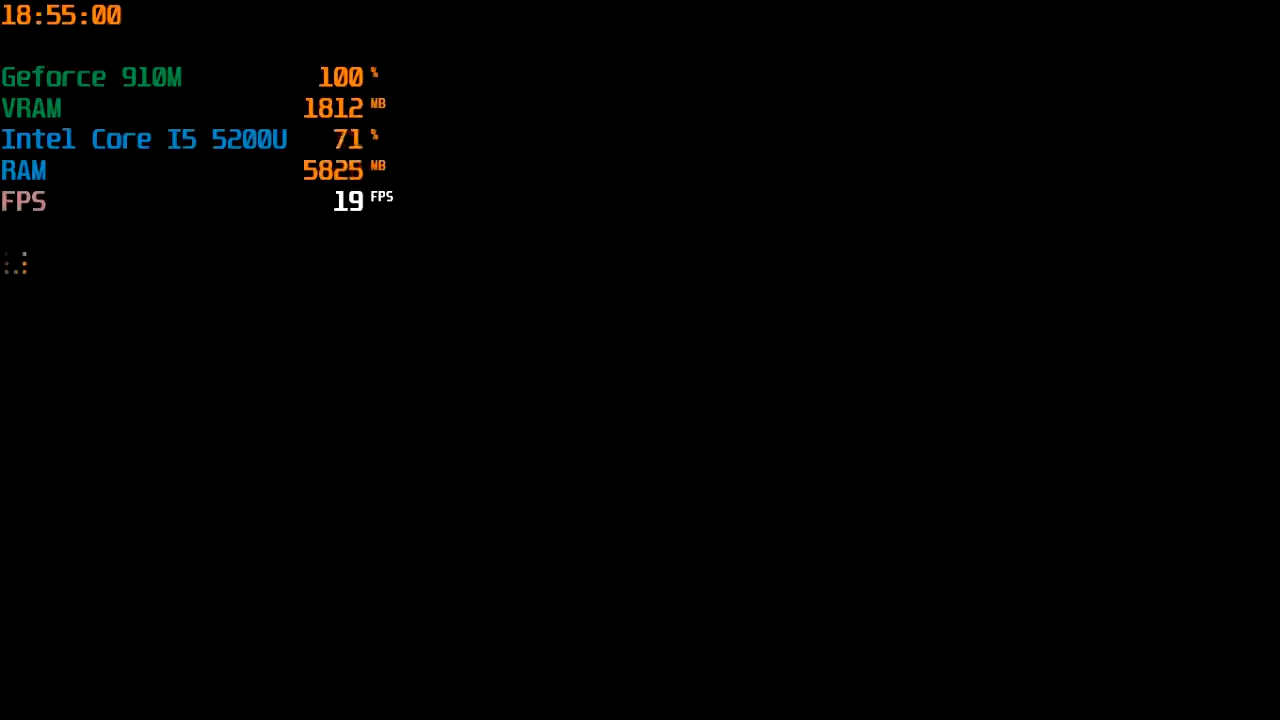 18:55:00
Geforce 910M 100 %
VRAM 1812 MB
Intel Core I5 5200U 71 %
RAM 5825 MB
FPS 19 FPS